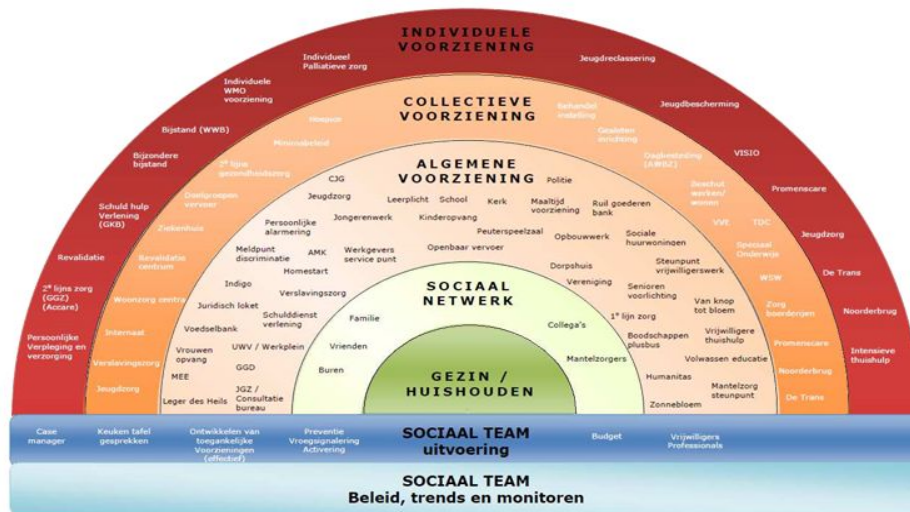 INDIVIDUELE
VOORZIENING
Individueel
Palliatieve zorg
Jeugdreclassering
Individuele
WMO
voorziening
Jeugdbescherming
Bijstand (WWB)
Bijzondere
bijstand
VISIO
Schuld hulp
Verlening
(GKB)
Promenscare
Revalidatie
Jeugdzorg
2e lijns zorg
(GGZ)
(Accare)
De Trans
Noorderbrug
Persoonlijke
Verpleging en
verzorging
Intensieve
thuishulp
COLLECTIEVE
VOORZIENING
Minimabeleid
Behandel
instelling
Gesloten
inrichting
2e lijns
gezondheidszorg
Dagbesteding
(AWBZ)
Doelgroepen
vervoer
Beschut
werken/
wonen
Ziekenhuis
VVE
TDC
Revalidatie
centrum
Speciaal
Onderwijs
WSW
Woonzorg centra
Zorg
boerderijen
Internaat
Promenscare
Verslavingszorg
Noorderbrug
Jeugdzorg
De Trans
ALGEMENE
VOORZIENING
CJG
Politie
Jeugdzorg
Leerplicht
School
Kerk
Maaltijd
voorziening
Ruil goederen
bank
Persoonlijke
alarmering
Jongerenwerk
Kinderopvang
Peuterspeelzaal
Opbouwwerk
Sociale
huurwoningen
Meldpunt
discriminatie
AMK
Werkgevers
service punt
Openbaar vervoer
Homestart
Dorpshuis
Steunpunt
vrijwilligerswerk
Indigo
Verslavingszorg
Vereniging
Senioren
voorlichting
Juridisch loket
Van knop
tot bloem
Schulddienst
verlening
1e lijn zorg
Voedselbank
Boodschappen
plusbus
Vrijwilligere
thuishulp
Vrouwen
opvang
UWV / Werkplein
Volwassen educatie
GGD
MEE
Humanitas
JGZ /
Consultatie
bureau
Mantelzorg
steunpunt
Leger des Heils
Zonnebloem
SOCIAAL
NETWERK
Familie
Collega's
Vrienden
Mantelzorgers
Buren
GEZIN /
HUISHOUDEN
Case
manager
Keuken tafel
gesprekken
Ontwikkelen van
toegankelijke
Voorzieningen
(effectief)
Preventie
Vroegsignalering
Activering
SOCIAAL TEAM
uitvoering
Budget
Vrijwilligers
Professionals
SOCIAAL TEAM
Beleid, trends en monitoren